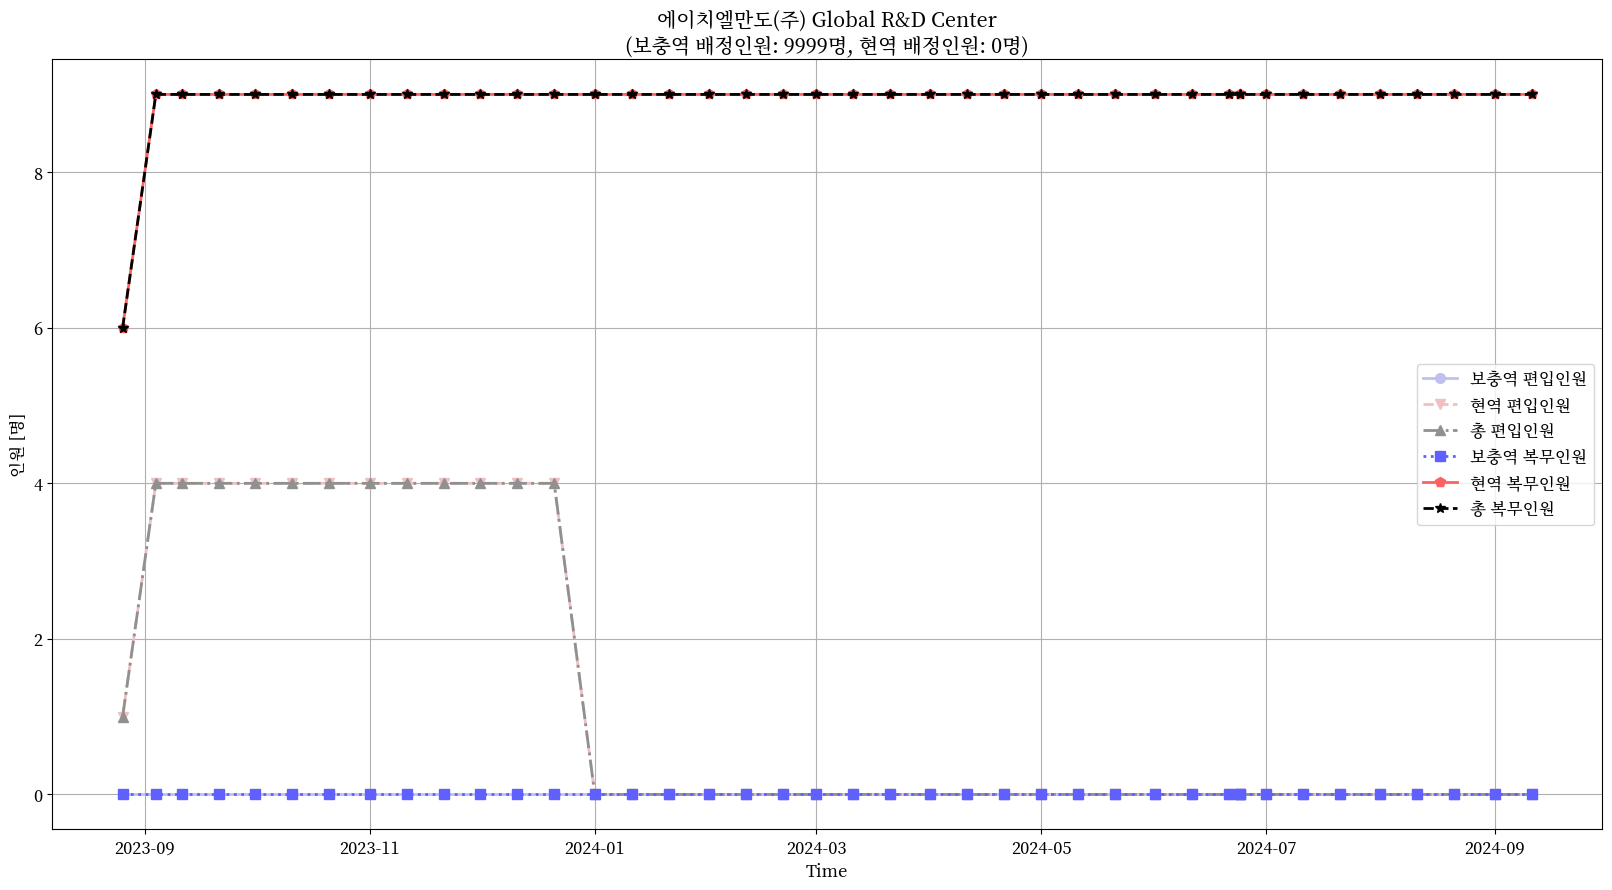 에이치엘만도(주) Global R&D Center
(보충역 배정인원: 9999명, 현역 배정인원: 0명)
인원 [명]
8
6
4
2
0
보충역 편입인원
현역 편입인원
총 편입인원
보충역 복무인원
현역 복무인원
총 복무인원
2023-09
2023-11
2024-01
2024-03
2024-05
2024-07
2024-09
Time